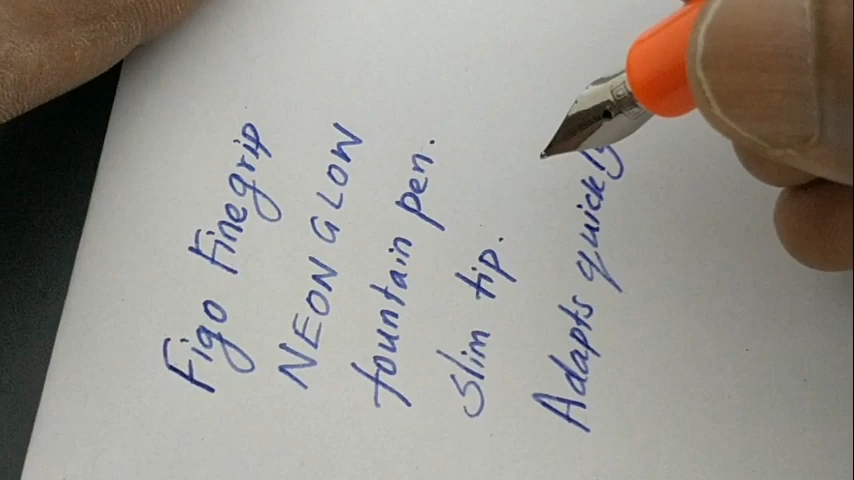 Figo Finegrip
NEON GLOW
fountain pen.
Slim tip.
Adapts quickly